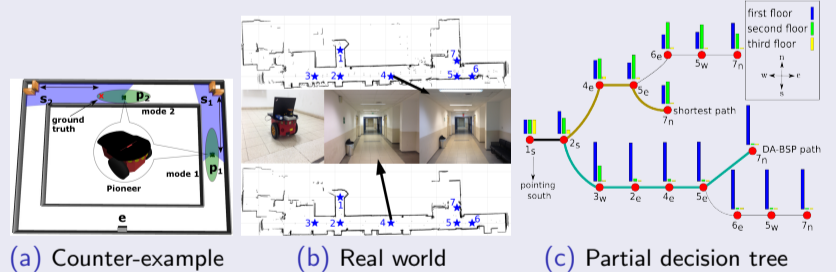 s₂
p₂
s₁
mode 2
ground
truth
mode 1
p₁
Pioneer
e
(a) Counter-example
1
7
3
2
4
5
6
1
7
3
2
4
5
6
(b) Real world
first floor
second floor
third floor
n
w
e
s
6e
5w
7n
4e
5e
7n
shortest path
1s
2s
pointing
south
DA-BSP path
7n
3w
2e
4e
5e
6e
5w
7n
(c) Partial decision tree